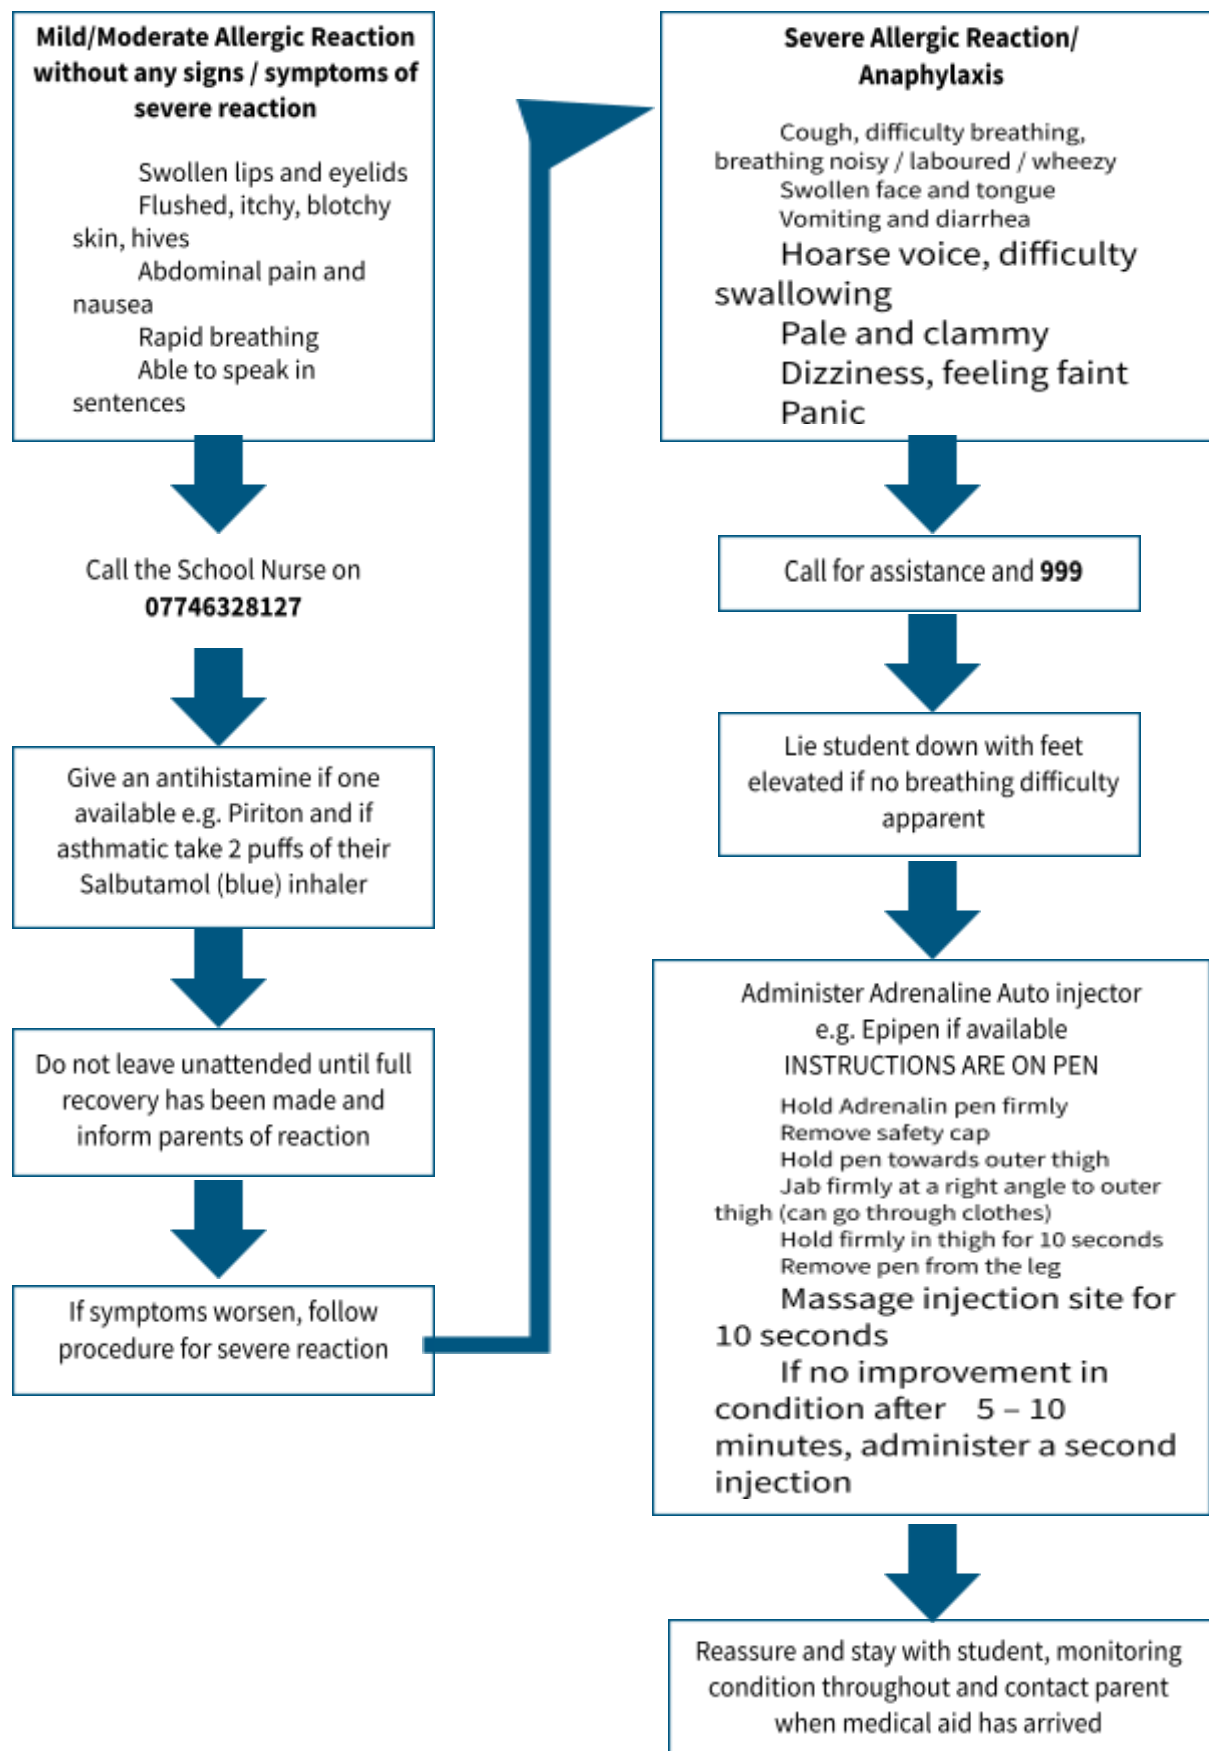 Mild/Moderate Allergic Reaction
without any signs / symptoms of
severe reaction
Swollen lips and eyelids
Flushed, itchy, blotchy
skin, hives
Abdominal pain and
nausea
Rapid breathing
Able to speak in
sentences
Call the School Nurse on
07746328127
Give an antihistamine if one
available e.g. Piriton and if
asthmatic take 2 puffs of their
Salbutamol (blue) inhaler
Do not leave unattended until full
recovery has been made and
inform parents of reaction
If symptoms worsen, follow
procedure for severe reaction
Severe Allergic Reaction/
Anaphylaxis
Cough, difficulty breathing,
breathing noisy / laboured / wheezy
Swollen face and tongue
Vomiting and diarrhea
Hoarse voice, difficulty
swallowing
Pale and clammy
Dizziness, feeling faint
Panic
Call for assistance and 999
Lie student down with feet
elevated if no breathing difficulty
apparent
Administer Adrenaline Auto injector
e.g. Epipen if available
INSTRUCTIONS ARE ON PEN
Hold Adrenalin pen firmly
Remove safety cap
Hold pen towards outer thigh
Jab firmly at a right angle to outer
thigh (can go through clothes)
Hold firmly in thigh for 10 seconds
Remove pen from the leg
Massage injection site for
10 seconds
If no improvement in
condition after 5 – 10
minutes, administer a second
injection
Reassure and stay with student, monitoring
condition throughout and contact parent
when medical aid has arrived